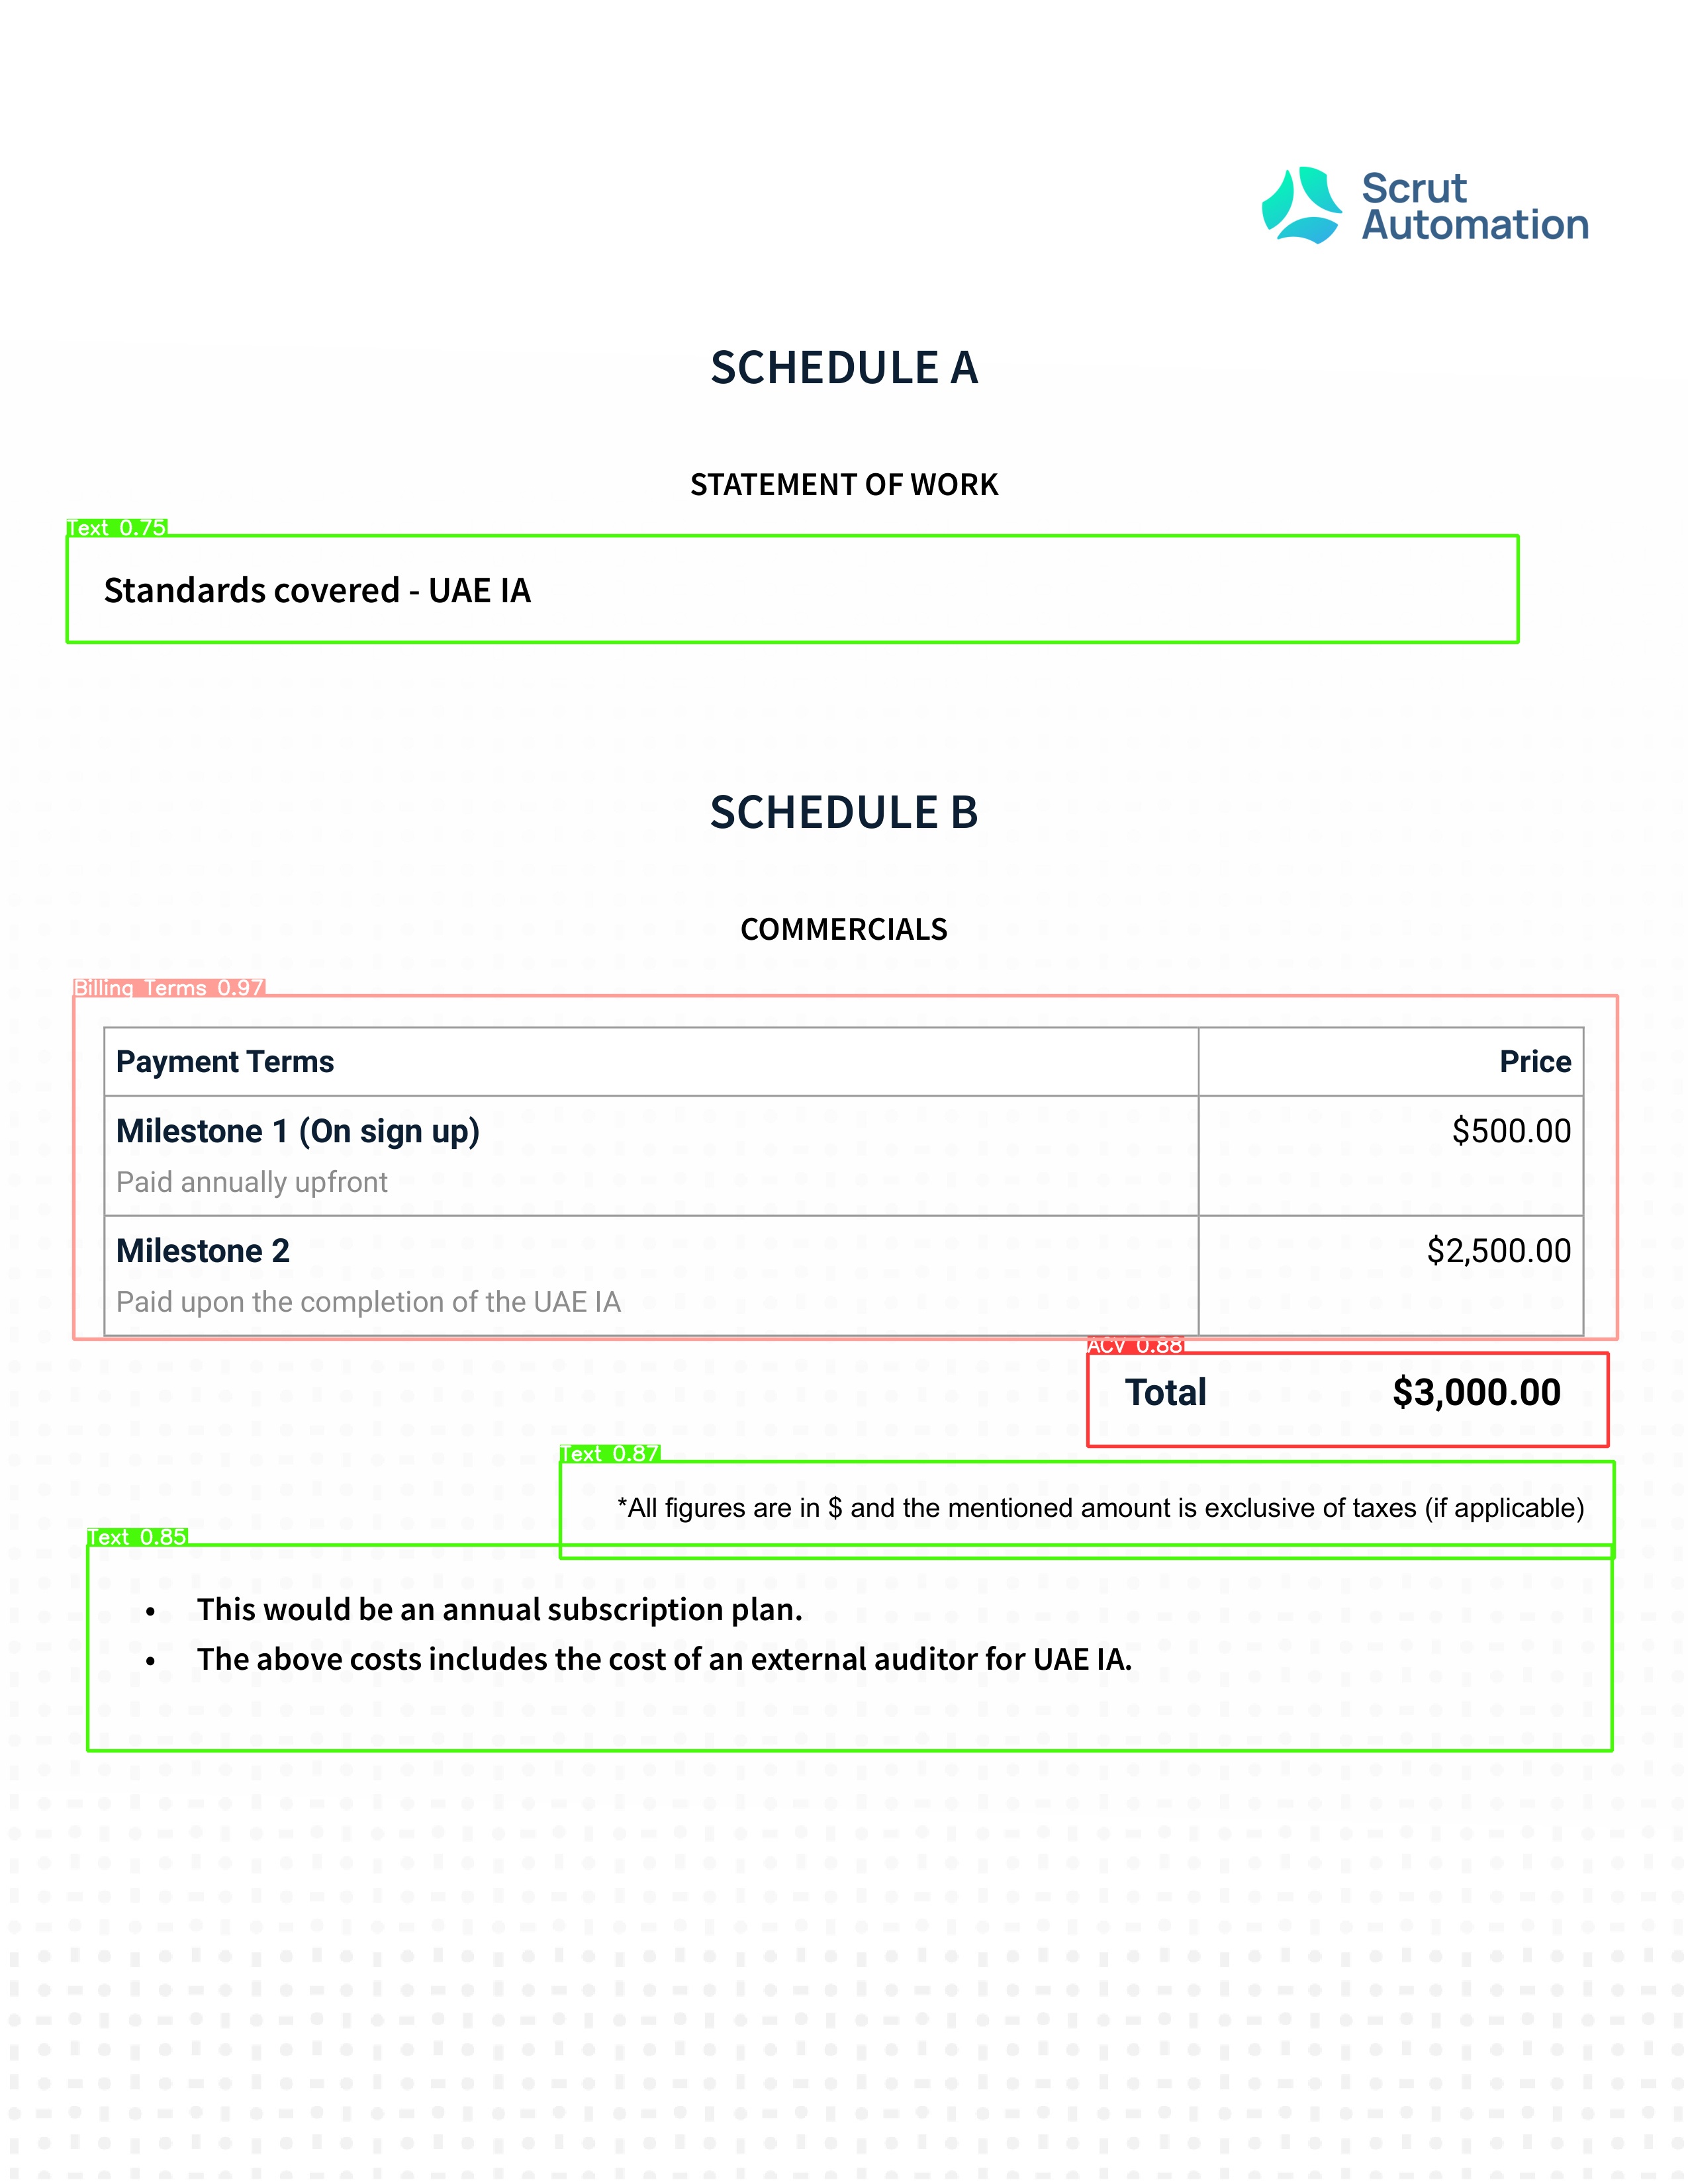 Scrut
Automation
SCHEDULE A
STATEMENT OF WORK
Text 0.75
Standards covered - UAE IA
SCHEDULE B
COMMERCIALS
Billing Terms 0.97
Payment Terms Price
Milestone 1 (On sign up) $500.00
Paid annually upfront
Milestone 2 $2,500.00
Paid upon the completion of the UAE IA
ACV 0.88
Total $3,000.00
Text 0.87
*All figures are in $ and the mentioned amount is exclusive of taxes (if applicable)
Text 0.85
• This would be an annual subscription plan.
• The above costs includes the cost of an external auditor for UAE IA.